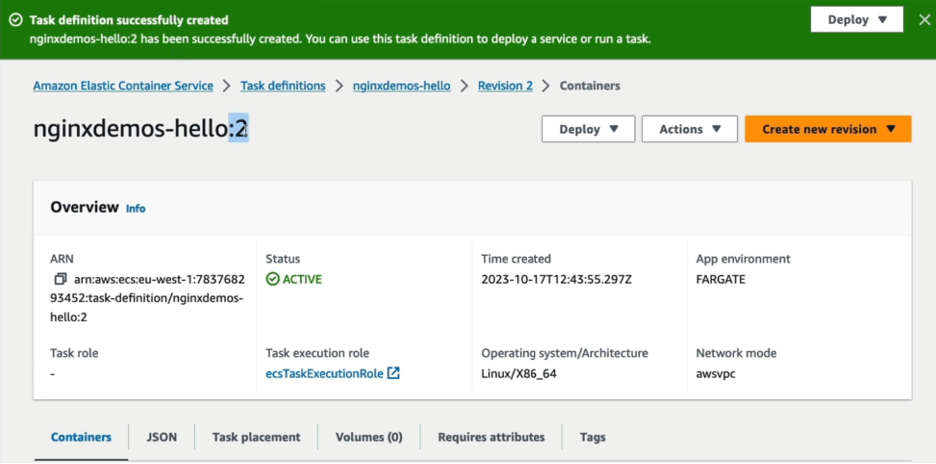 Task definition successfully created
nginxdemos-hello:2 has been successfully created. You can use this task definition to deploy a service or run a task.
Deploy
Amazon Elastic Container Service > Task definitions > nginxdemos-hello > Revision 2 > Containers
nginxdemos-hello:2
Deploy
Actions
Create new revision
Overview Info
ARN
arn:aws:ecs:eu-west-1:7837682
93452:task-definition/nginxdemos-
hello:2
Status
ACTIVE
Time created
2023-10-17T12:43:55.297Z
App environment
FARGATE
Task role
-
Task execution role
ecsTaskExecutionRole
Operating system/Architecture
Linux/X86_64
Network mode
awsvpc
Containers
JSON
Task placement
Volumes (0)
Requires attributes
Tags